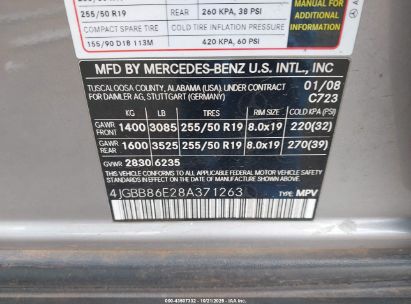 255/50 R19 REAR 260 KPA, 38 PSI
COMPACT SPARE TIRE COLD TIRE INFLATION PRESSURE
155/90 D18 113M 420 KPA, 60 PSI
MANUAL FOR
ADDITIONAL
INFORMATION
MFD BY MERCEDES-BENZ U.S. INTL., INC
TUSCALOOSA COUNTY, ALABAMA (USA). UNDER CONTRACT 01/08
FOR DAIMLER AG, STUTTGART (GERMANY) C723
KG LB TIRES RIM SIZE COLD KPA (PSI)
GAWR FRONT 1400 3085 255/50 R19 8.0x19 220(32)
GAWR REAR 1600 3525 255/50 R19 8.0x19 270(39)
GVWR 2830 6235
THIS VEHICLE CONFORMS TO ALL APPLICABLE FEDERAL MOTOR VEHICLE
SAFETY STANDARDS IN EFFECT ON THE DATE OF MANUFACTURE SHOWN ABOVE.
4JGBB86E28A371263 TYPE: MPV